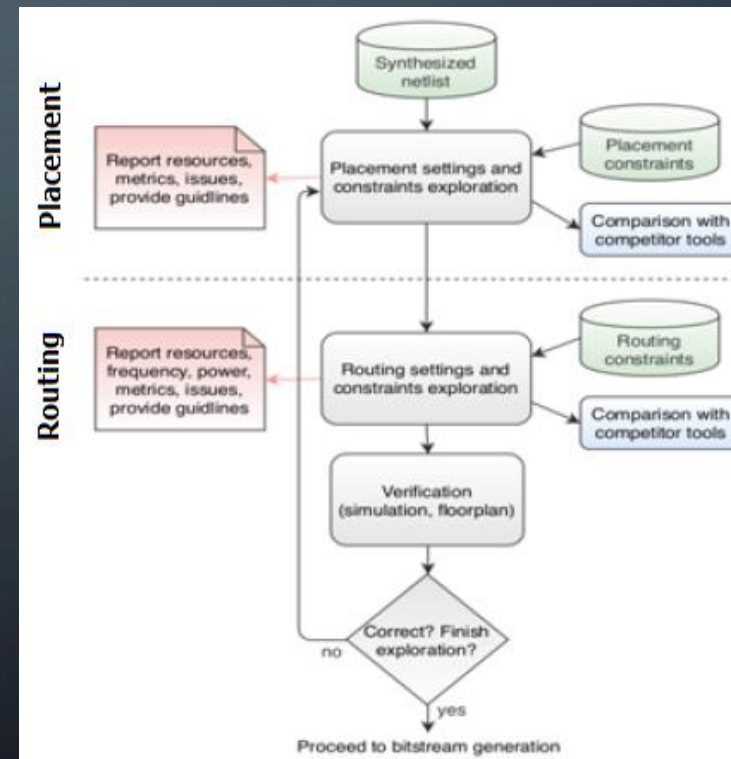 Placement
Synthesized
netlist
Report resources,
metrics, issues,
provide guidlines
Placement settings and
constraints exploration
Placement
constraints
Comparison with
competitor tools
Routing
Report resources,
frequency, power,
metrics, issues,
provide guidlines
Routing settings and
constraints exploration
Routing
constraints
Comparison with
competitor tools
Verification
(simulation, floorplan)
Correct? Finish
exploration?
no
yes
Proceed to bitstream generation